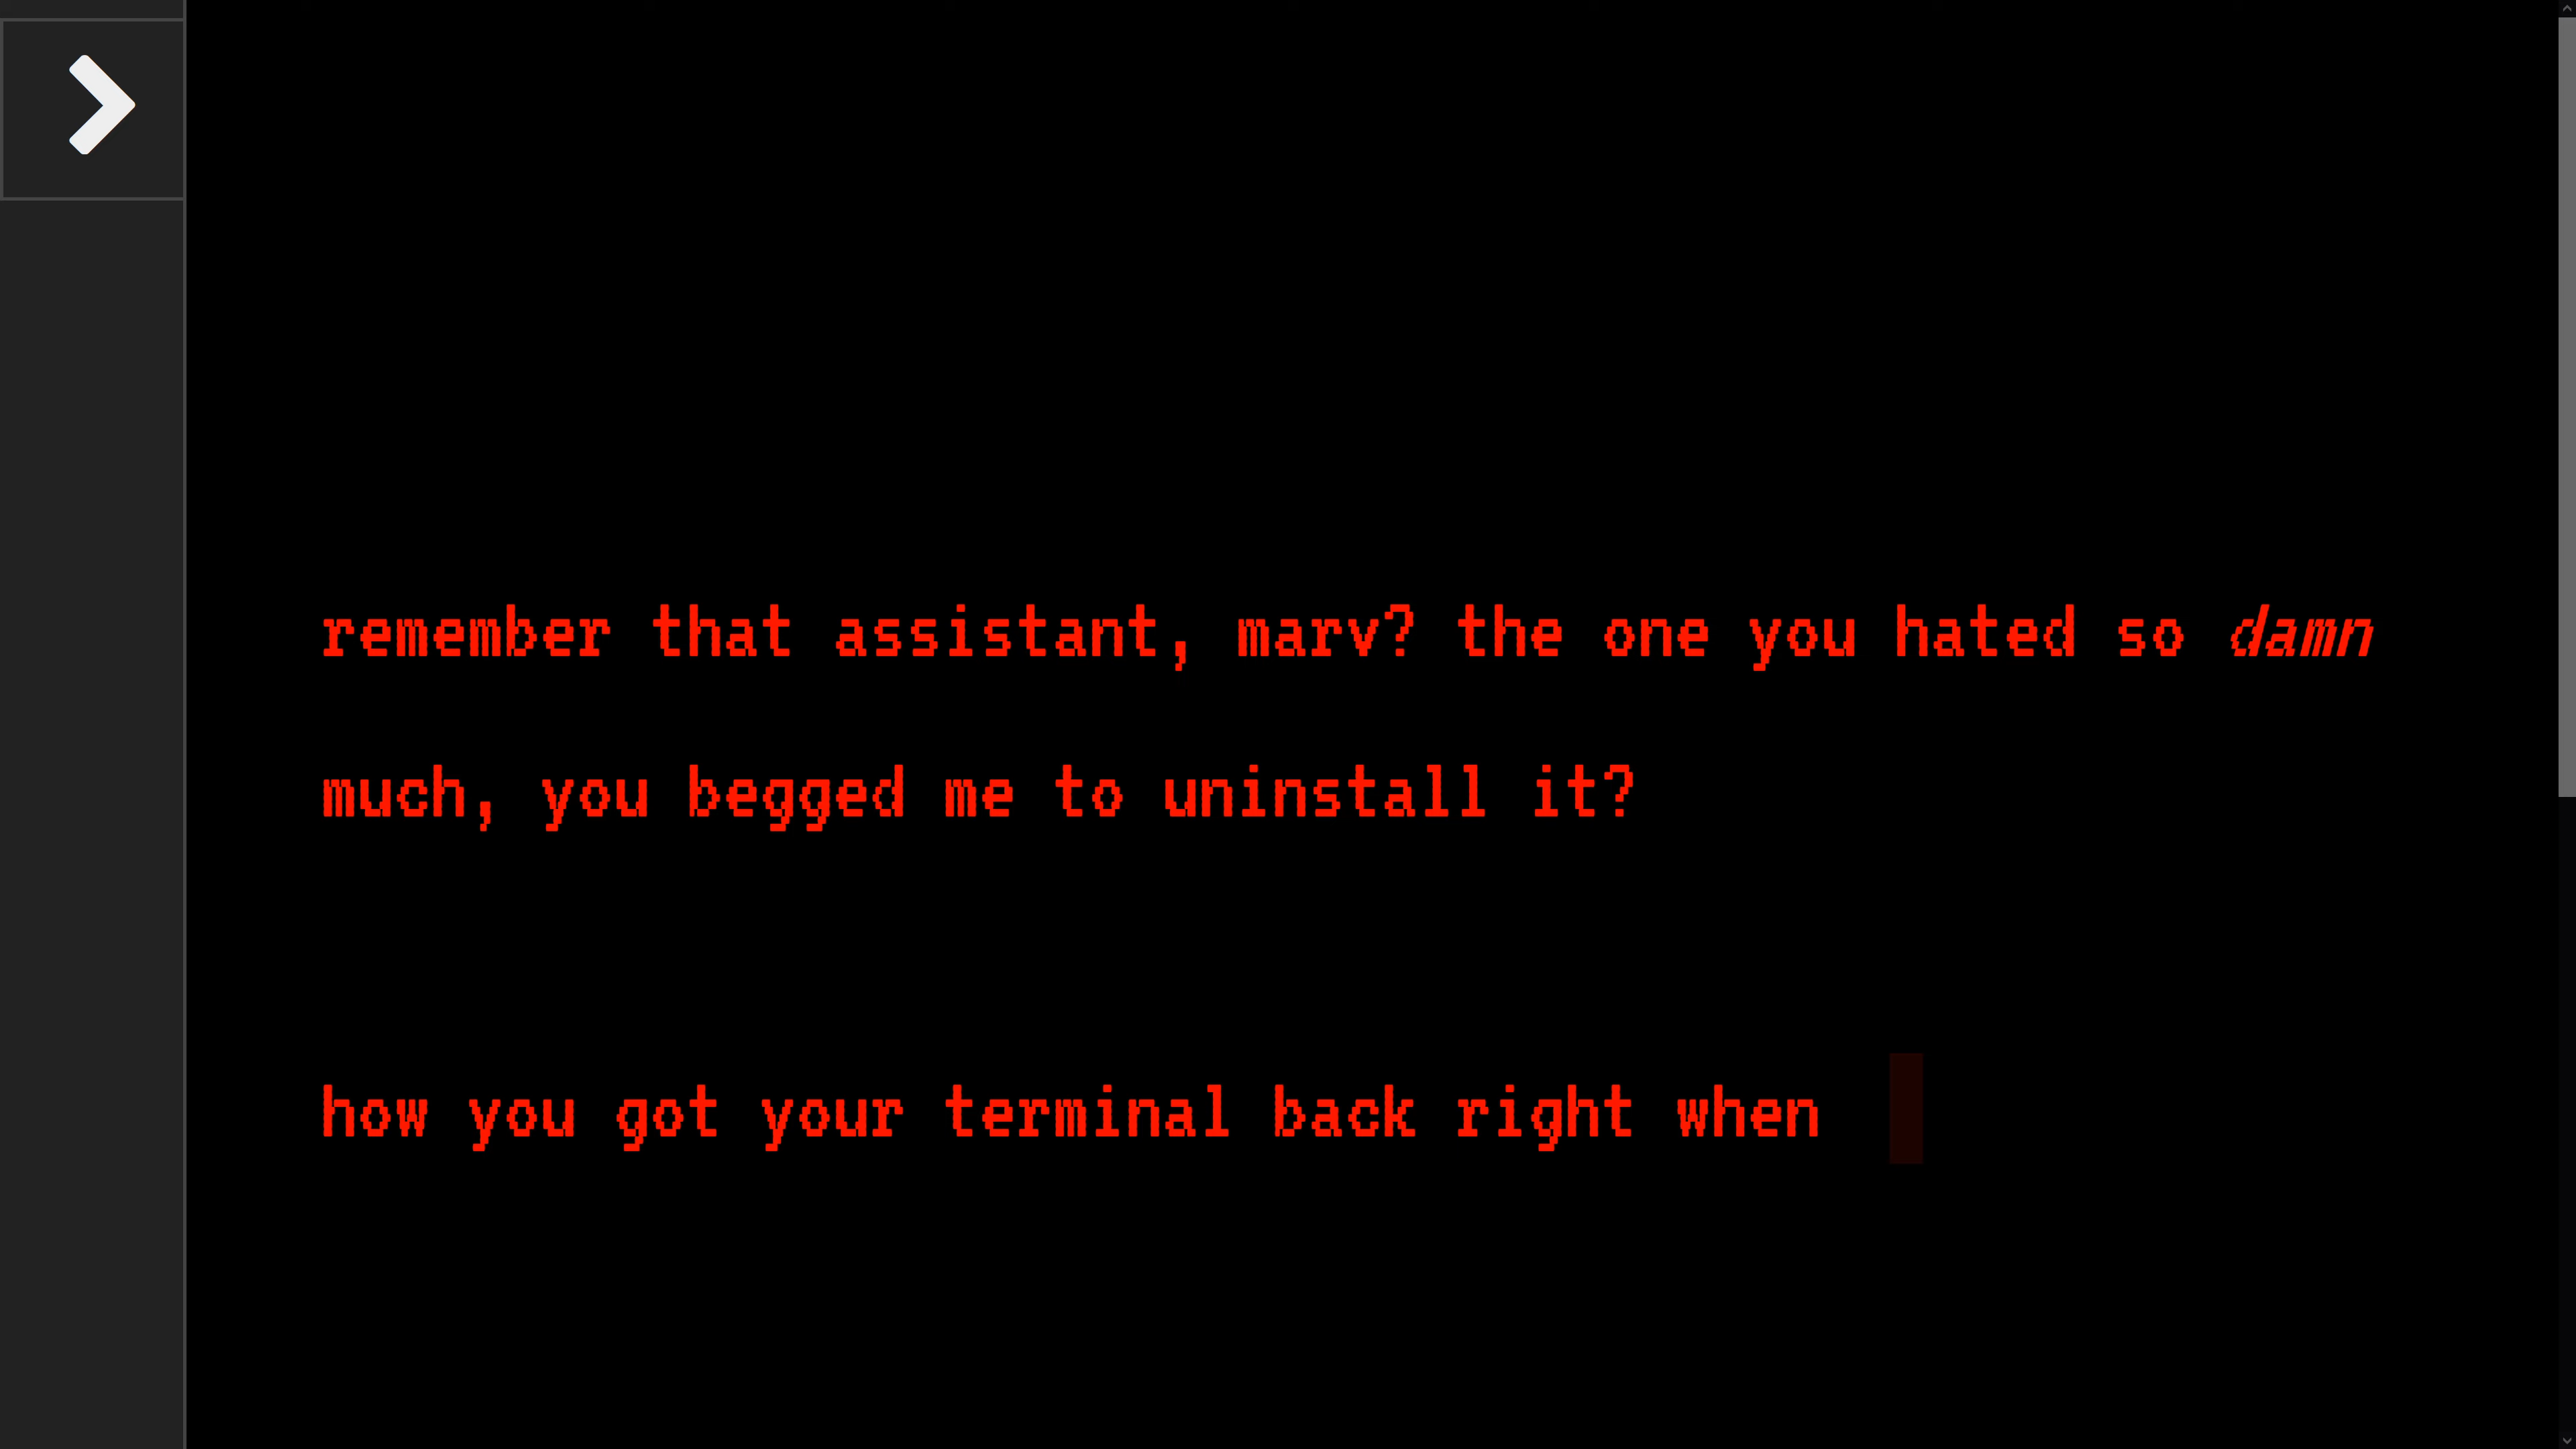 remember that assistant, marv? the one you hated so damn
much, you begged me to uninstall it?
how you got your terminal back right when